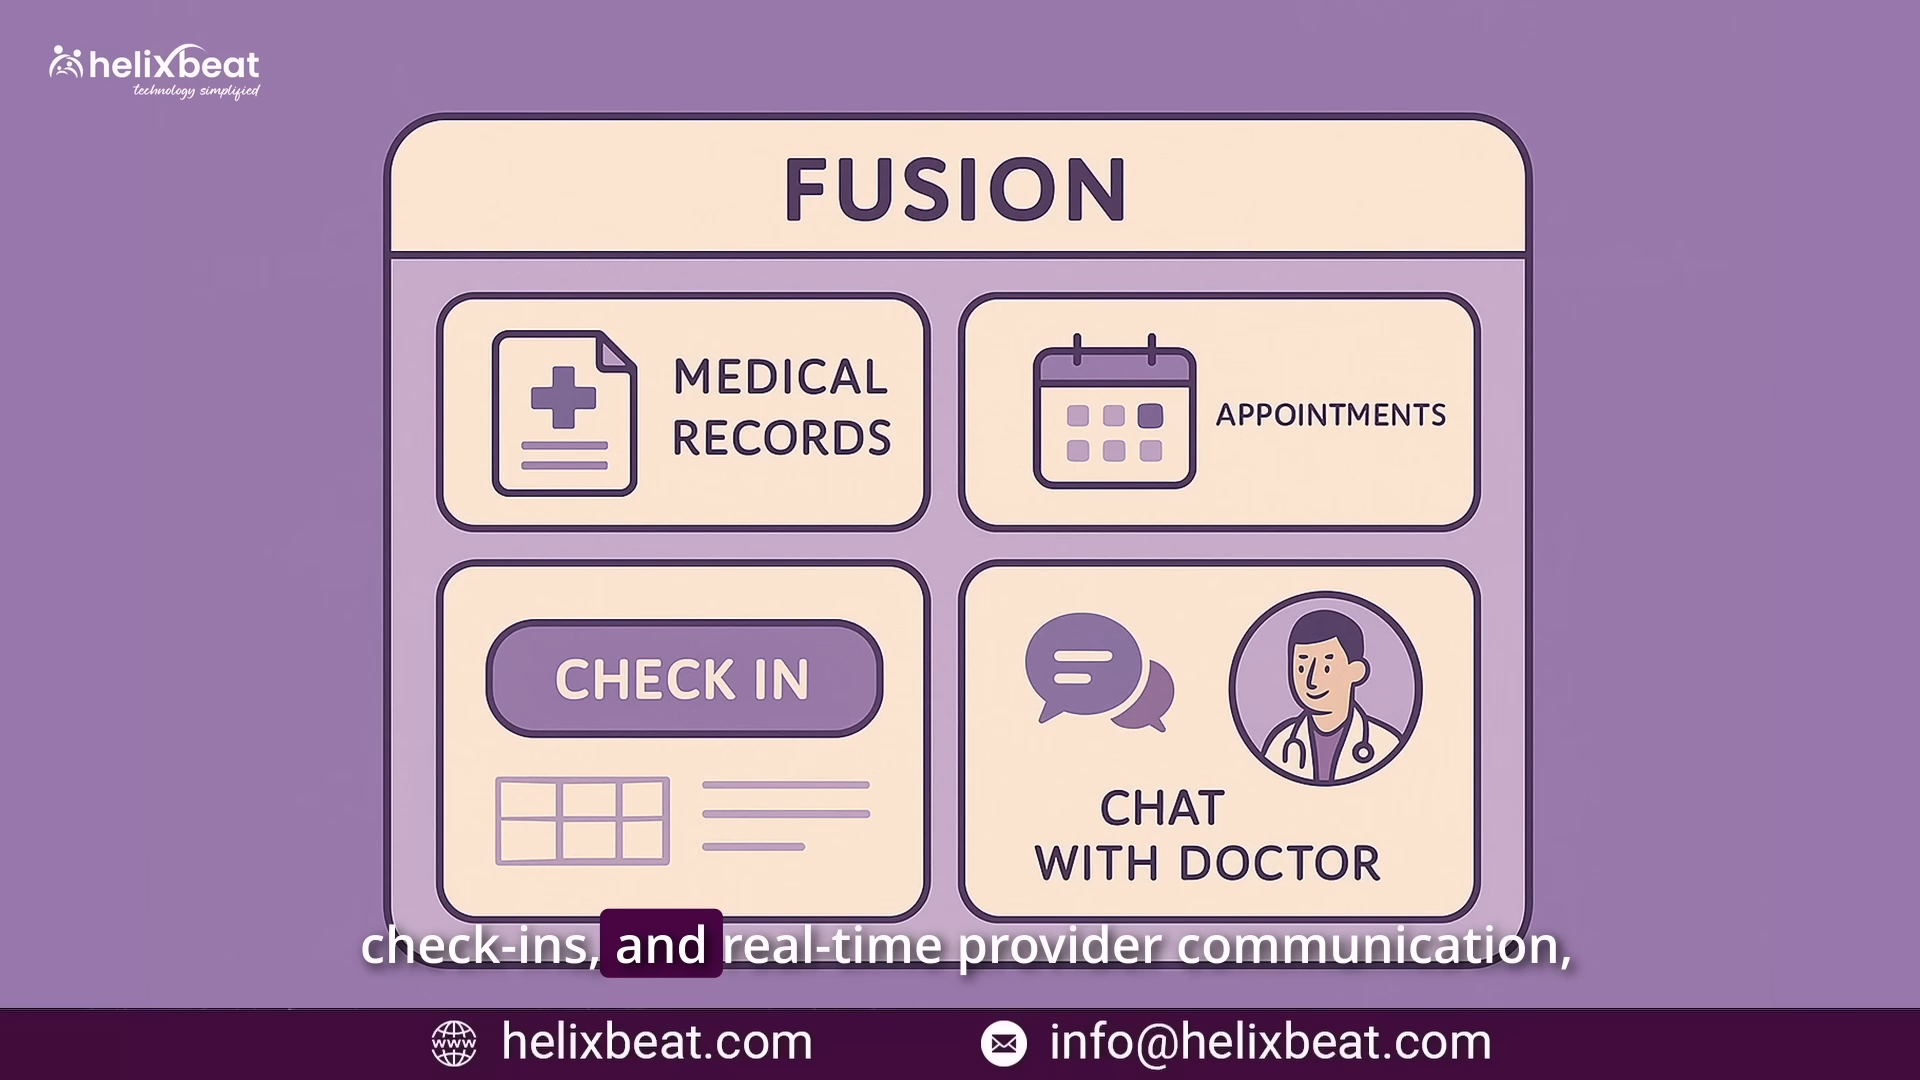 helixbeat
technology simplified
FUSION
MEDICAL
RECORDS
APPOINTMENTS
CHECK IN
CHAT
WITH DOCTOR
check-ins, and real-time provider communication,
www
helixbeat.com
info@helixbeat.com